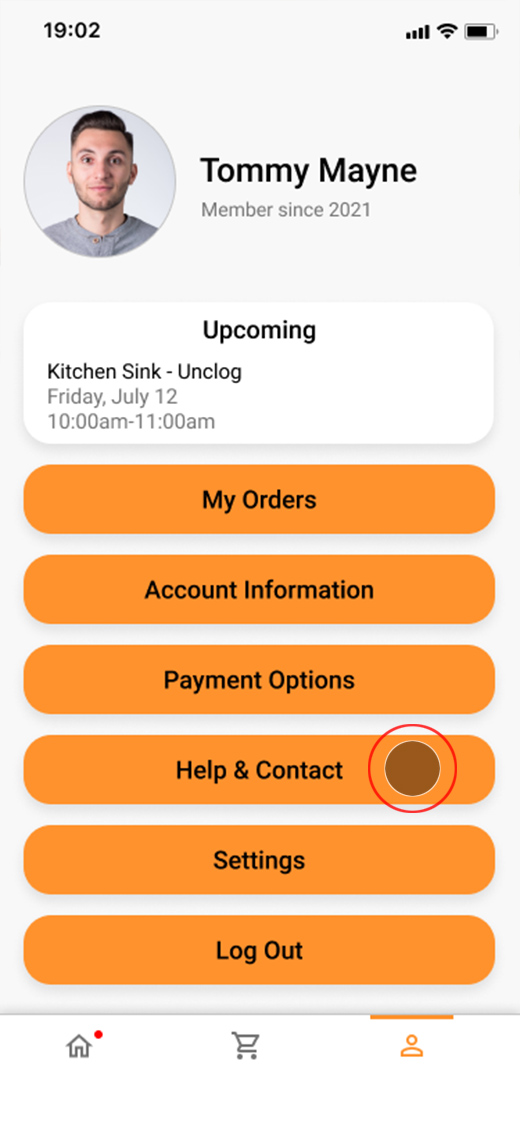 19:02
Tommy Mayne
Member since 2021
Upcoming
Kitchen Sink - Unclog
Friday, July 12
10:00am-11:00am
My Orders
Account Information
Payment Options
Help & Contact
Settings
Log Out